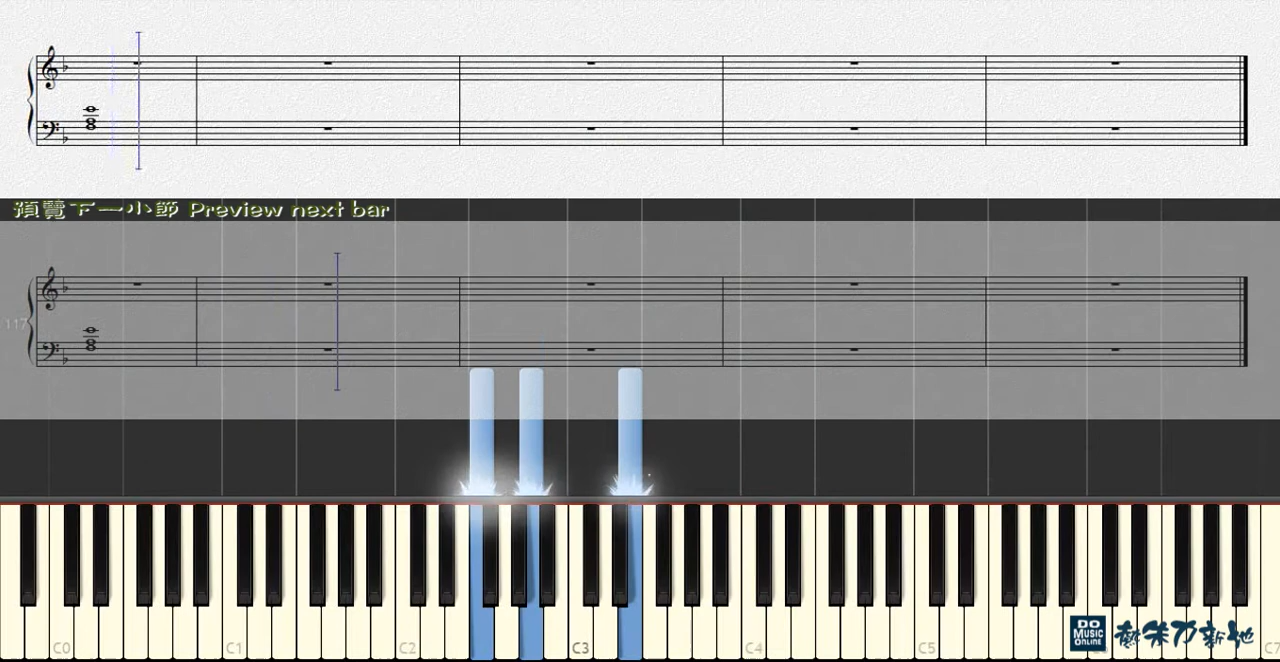 預覽下一小節 Preview next bar
117
C0 C1 C2 C3 C4 C5 C7
DO
MUSIC
ONLINE